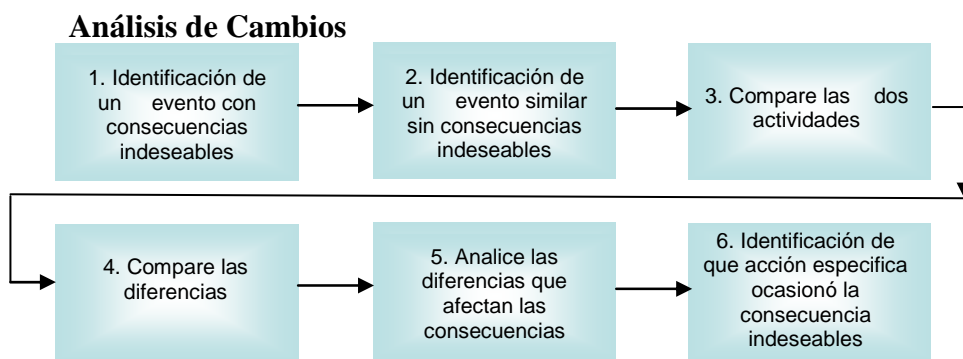 Análisis de Cambios
1. Identificación de
un evento con
consecuencias
indeseables
2. Identificación de
un evento similar
sin consecuencias
indeseables
3. Compare las dos
actividades
4. Compare las
diferencias
5. Analice las
diferencias que
afectan las
consecuencias
6. Identificación de
que acción especifica
ocasionó la
consecuencia
indeseables